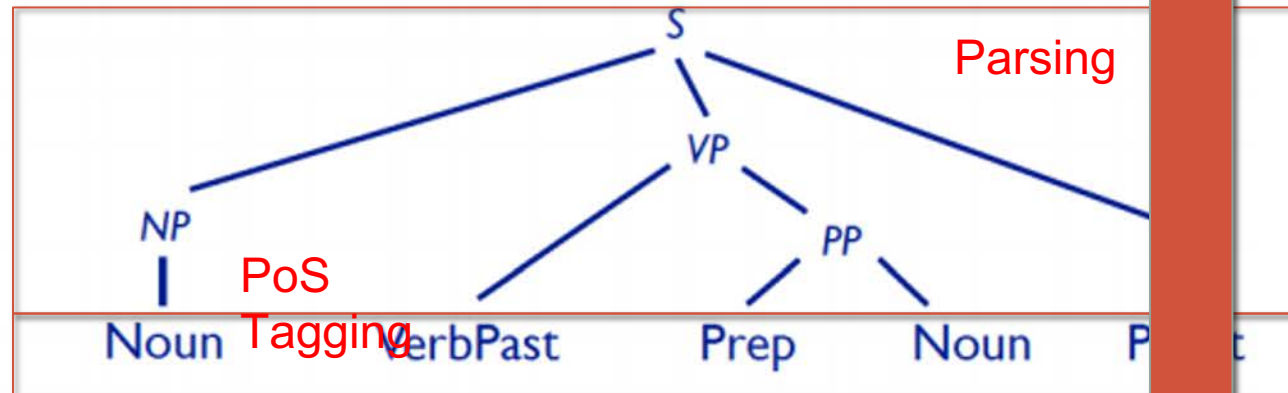 S
Parsing
VP
NP
PP
PoS
Tagging
Noun
VerbPast
Prep
Noun